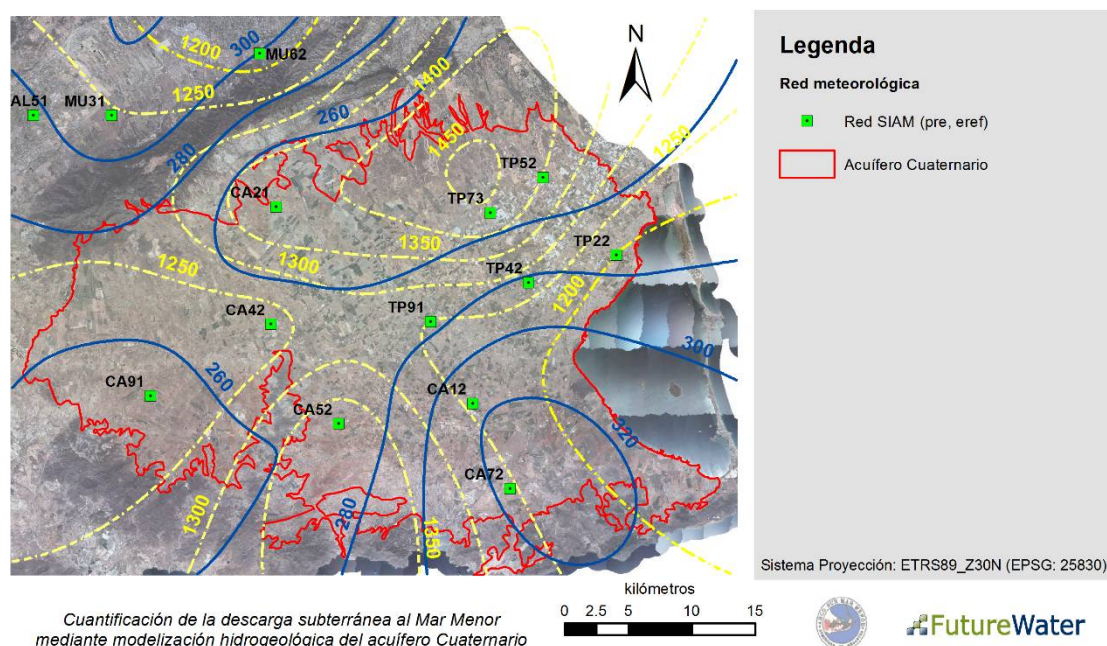 1200
300
MU62
1250
AL51
MU31
1400
260
1250
1450
280
TP52
CA21
TP73
1350
TP22
1300
1250
TP42
1200
CA42
TP91
300
260
CA91
CA12
CA52
320
CA72
1300
280
1350
N
Legenda
Red meteorológica
Red SIAM (pre, eref)
Acuífero Cuaternario
Sistema Proyección: ETRS89_Z30N (EPSG: 25830)
kilómetros
0 2.5 5 10 15
Cuantificación de la descarga subterránea al Mar Menor
mediante modelización hidrogeológica del acuífero Cuaternario
FutureWater